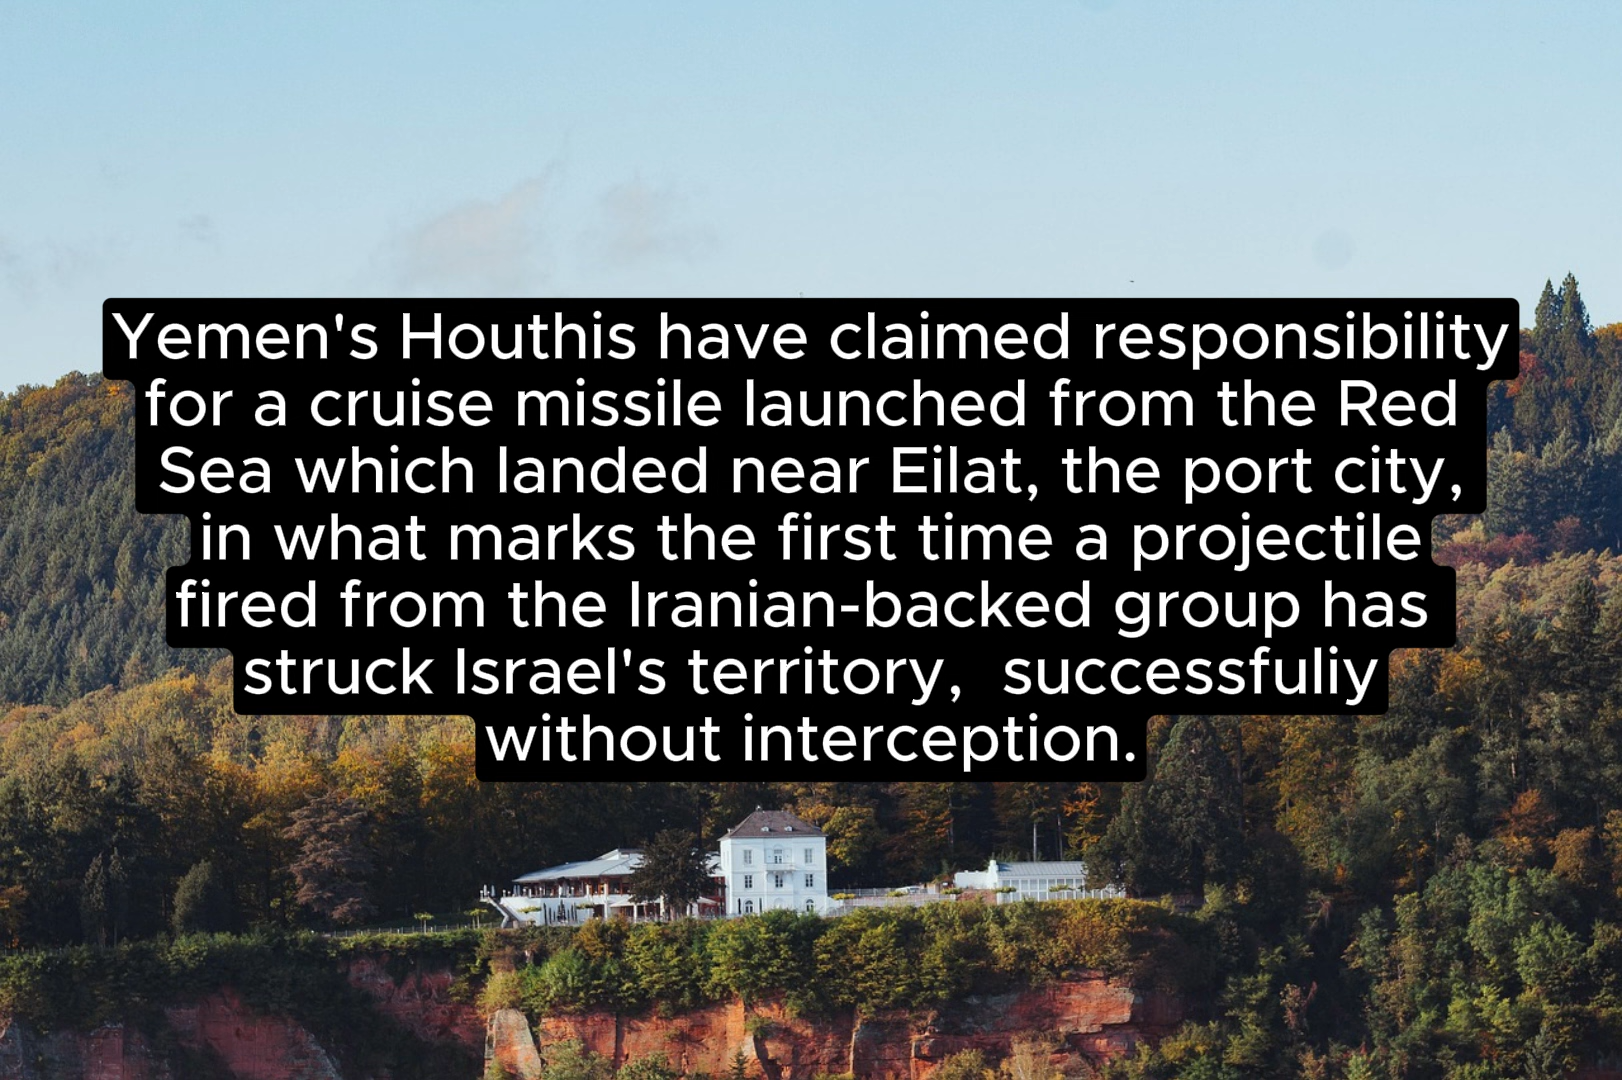 Yemen's Houthis have claimed responsibility
for a cruise missile launched from the Red
Sea which landed near Eilat, the port city,
in what marks the first time a projectile
fired from the Iranian-backed group has
struck Israel's territory,  successfuliy
without interception.